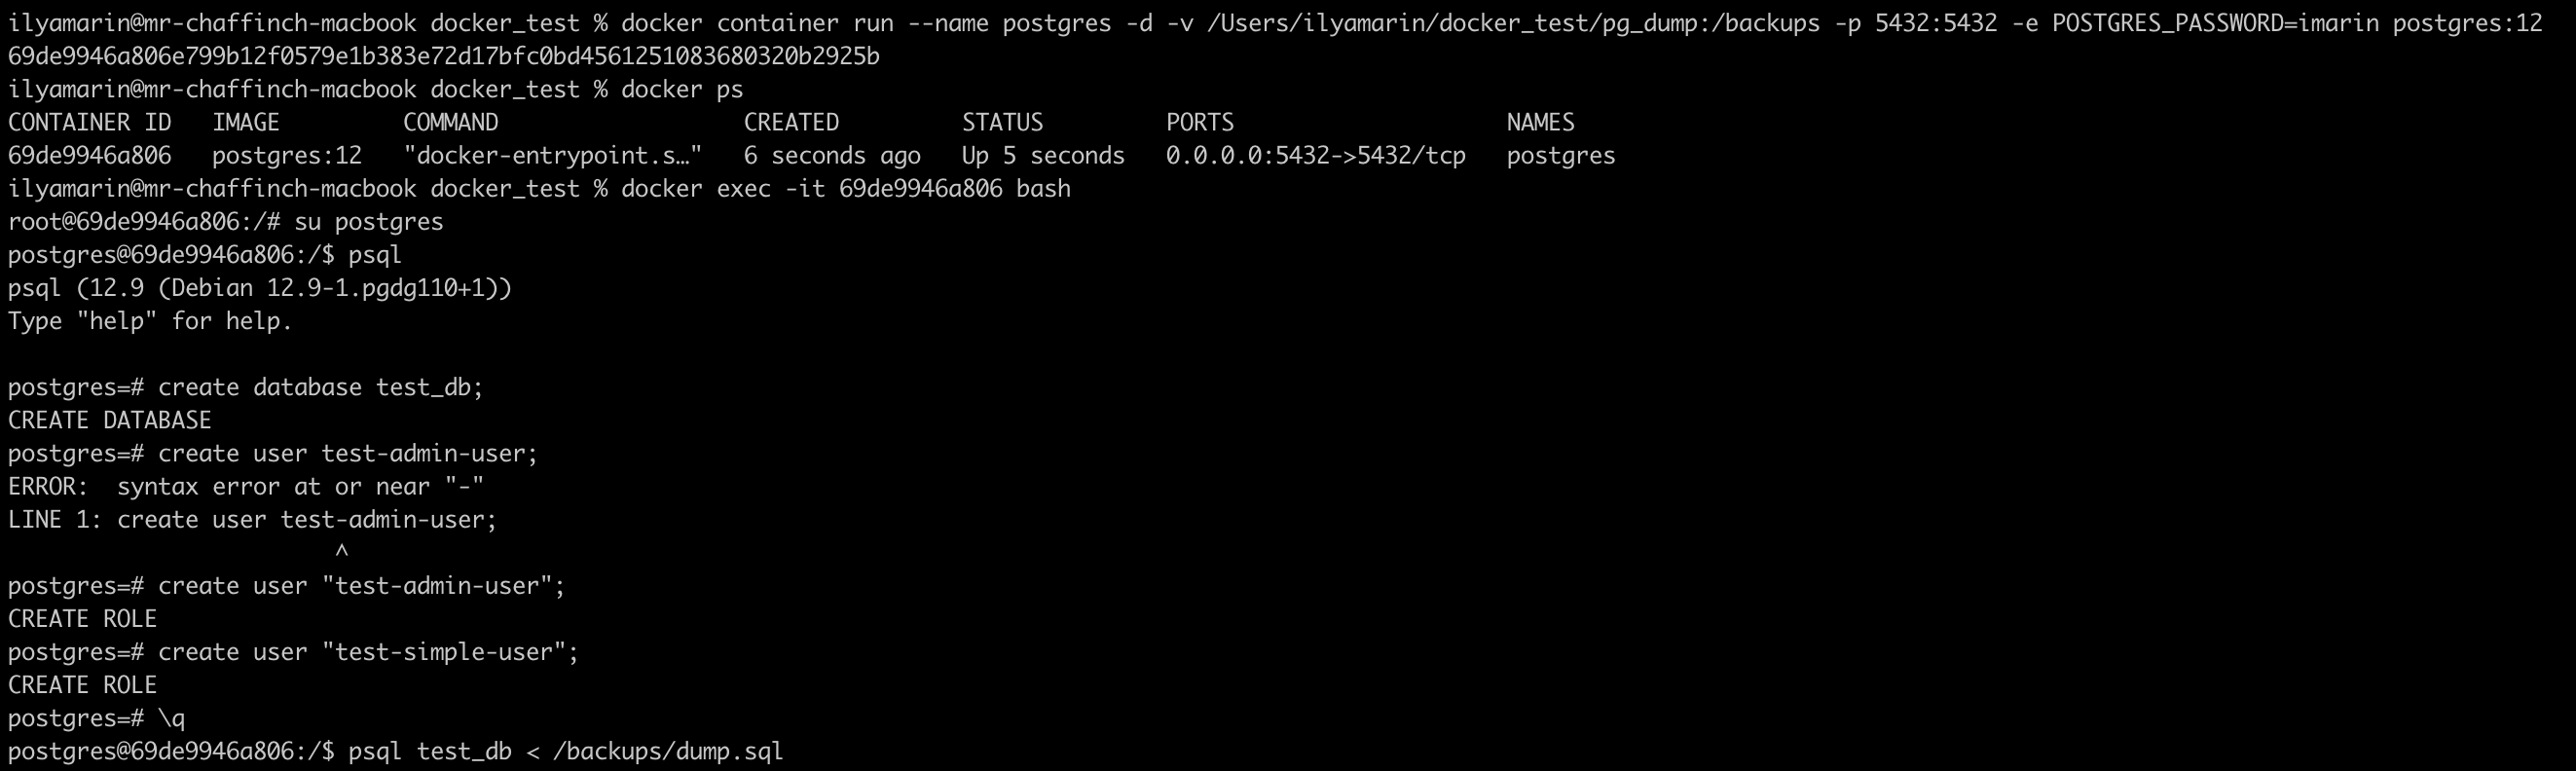 ilyamarin@mr-chaffinch-macbook docker_test % docker container run --name postgres -d -v /Users/ilyamarin/docker_test/pg_dump:/backups -p 5432:5432 -e POSTGRES_PASSWORD=imarin postgres:12
69de9946a806e799b12f0579e1b383e72d17bfc0bd4561251083680320b2925b
ilyamarin@mr-chaffinch-macbook docker_test % docker ps
CONTAINER ID   IMAGE         COMMAND                  CREATED         STATUS         PORTS                    NAMES
69de9946a806   postgres:12   "docker-entrypoint.s…"   6 seconds ago   Up 5 seconds   0.0.0.0:5432->5432/tcp   postgres
ilyamarin@mr-chaffinch-macbook docker_test % docker exec -it 69de9946a806 bash
root@69de9946a806:/# su postgres
postgres@69de9946a806:/$ psql
psql (12.9 (Debian 12.9-1.pgdg110+1))
Type "help" for help.

postgres=# create database test_db;
CREATE DATABASE
postgres=# create user test-admin-user;
ERROR:  syntax error at or near "-"
LINE 1: create user test-admin-user;
                        ^
postgres=# create user "test-admin-user";
CREATE ROLE
postgres=# create user "test-simple-user";
CREATE ROLE
postgres=# \q
postgres@69de9946a806:/$ psql test_db < /backups/dump.sql